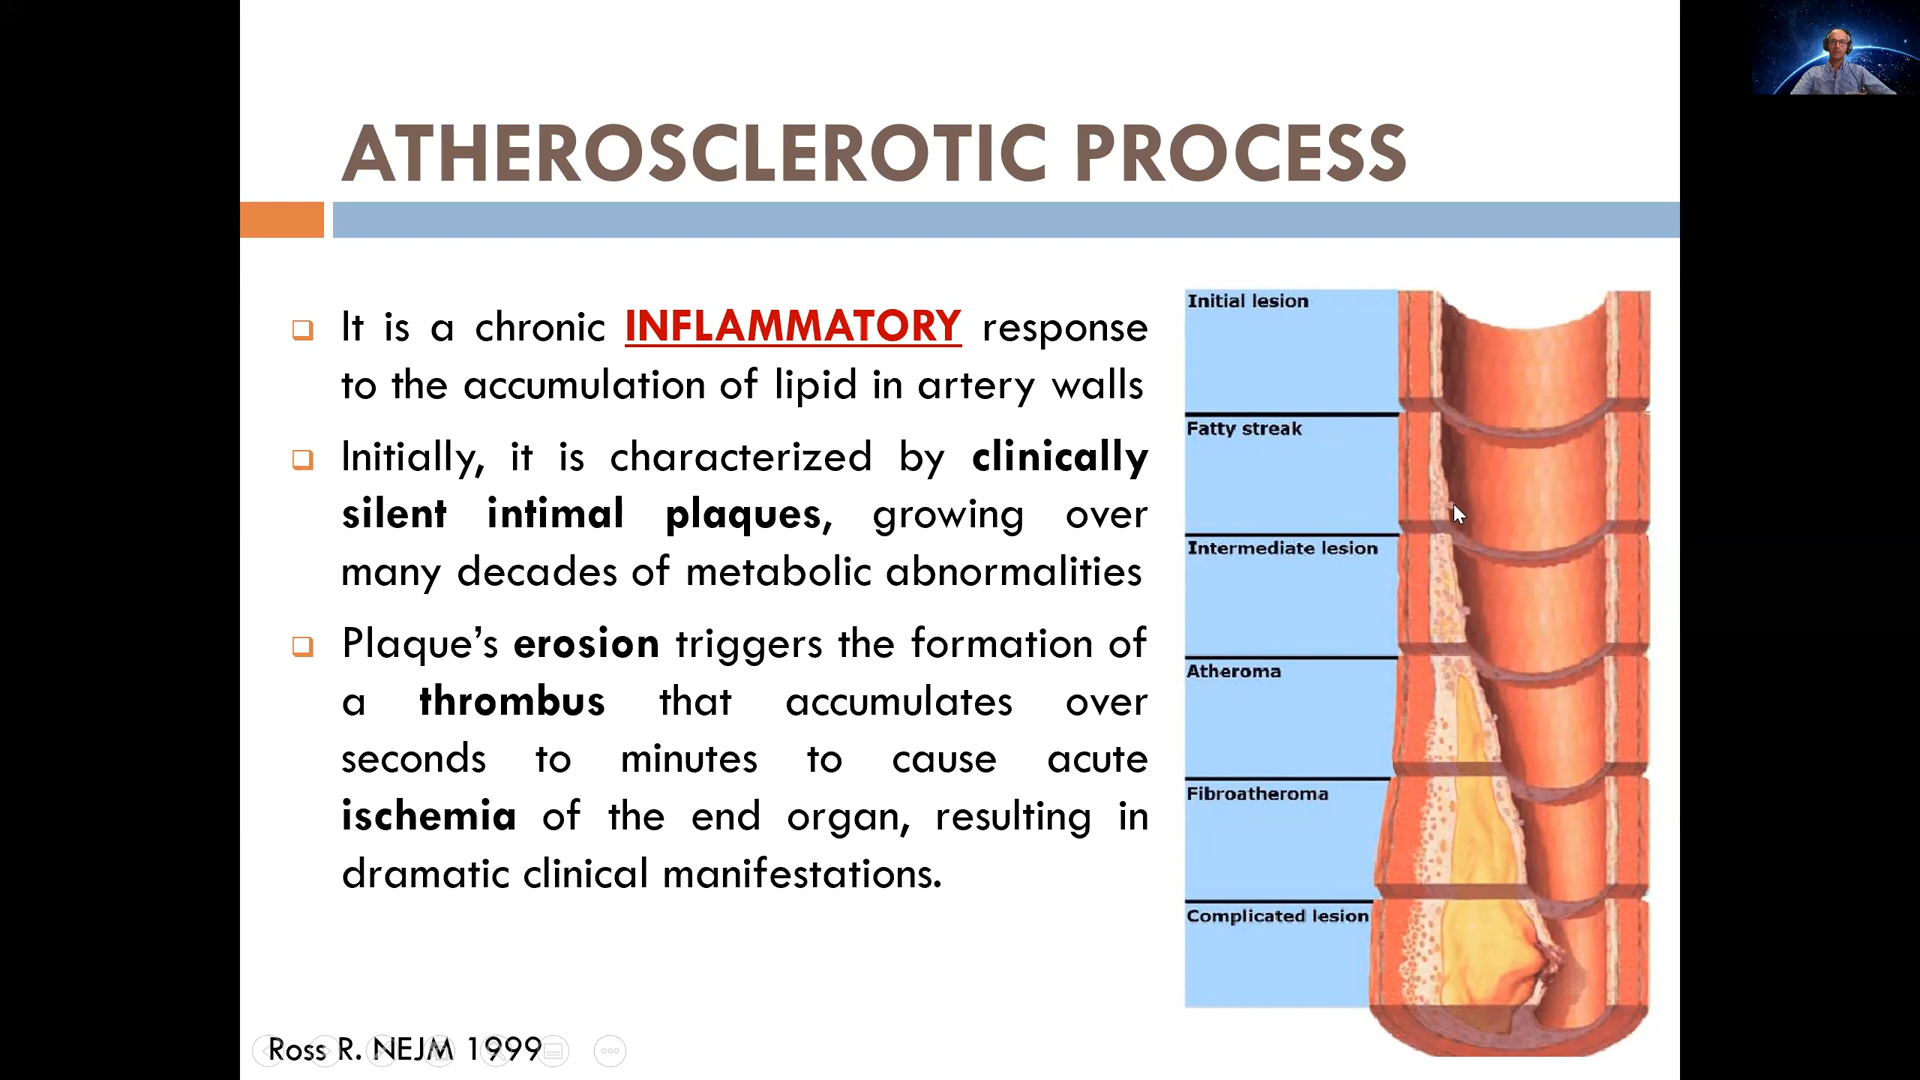 ATHEROSCLEROTIC PROCESS
It is a chronic INFLAMMATORY response
to the accumulation of lipid in artery walls
Initially, it is characterized by clinically
silent intimal plaques, growing over
many decades of metabolic abnormalities
Plaque’s erosion triggers the formation of
a thrombus that accumulates over
seconds to minutes to cause acute
ischemia of the end organ, resulting in
dramatic clinical manifestations.
Initial lesion
Fatty streak
Intermediate lesion
Atheroma
Fibroatheroma
Complicated lesion
Ross R. NEJM 1999